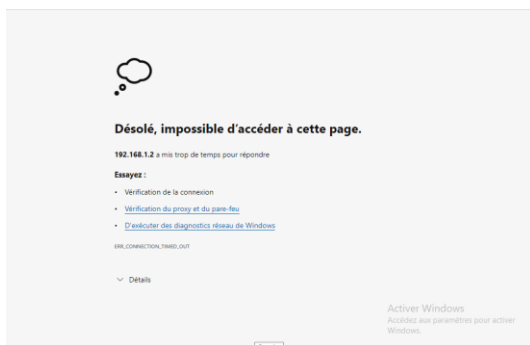 Désolé, impossible d'accéder à cette page.
192.168.1.2 a mis trop de temps pour répondre
Essayez :
• Vérification de la connexion
• Vérification du proxy et du pare-feu
• D'exécuter des diagnostics réseau de Windows
ERR_CONNECTION_TIMED_OUT
Détails
Activer Windows
Accédez aux paramètres pour activer
Windows.